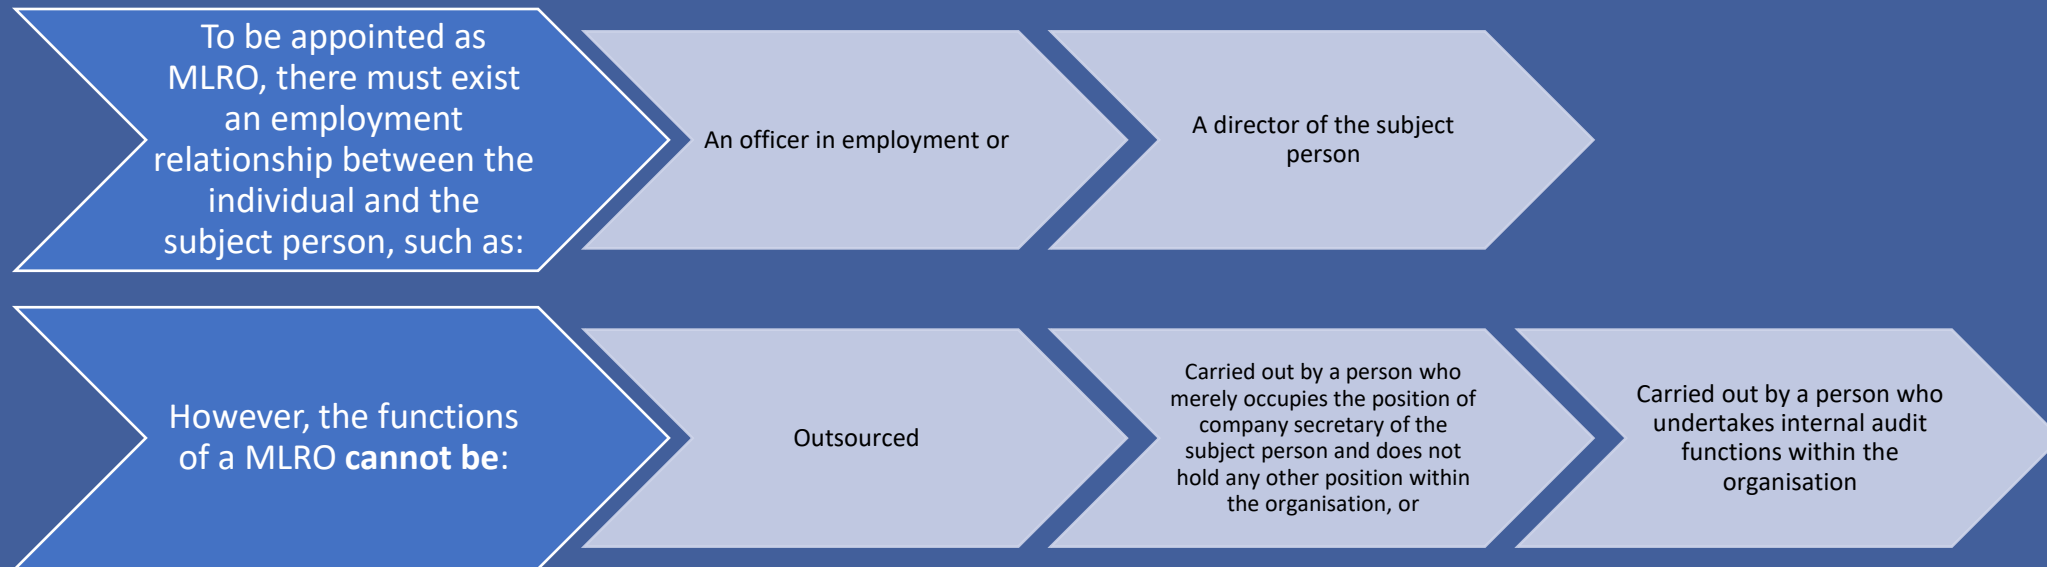 To be appointed as
MLRO, there must exist
an employment
relationship between the
individual and the
subject person, such as:
An officer in employment or
A director of the subject
person
However, the functions
of a MLRO cannot be:
Outsourced
Carried out by a person who
merely occupies the position of
company secretary of the
subject person and does not
hold any other position within
the organisation, or
Carried out by a person who
undertakes internal audit
functions within the
organisation